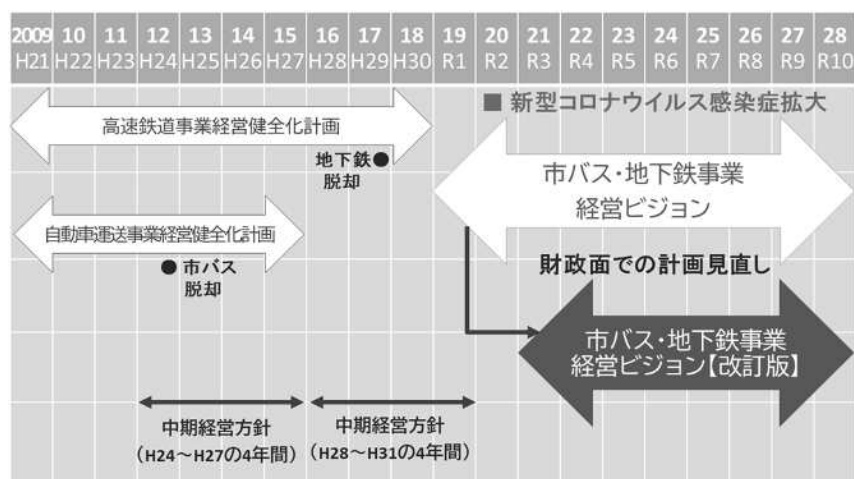 2009 10 11 12 13 14 15 16 17 18 19 20 21 22 23 24 25 26 27 28
H21 H22 H23 H24 H25 H26 H27 H28 H29 H30 R1 R2 R3 R4 R5 R6 R7 R8 R9 R10
■ 新型コロナウイルス感染症拡大
高速鉄道事業経営健全化計画
地下鉄●
脱却
市バス・地下鉄事業
経営ビジョン
自動車運送事業経営健全化計画
● 市バス
脱却
財政面での計画見直し
市バス・地下鉄事業
経営ビジョン【改訂版】
中期経営方針
(H24～H27の4年間)
中期経営方針
(H28～H31の4年間)